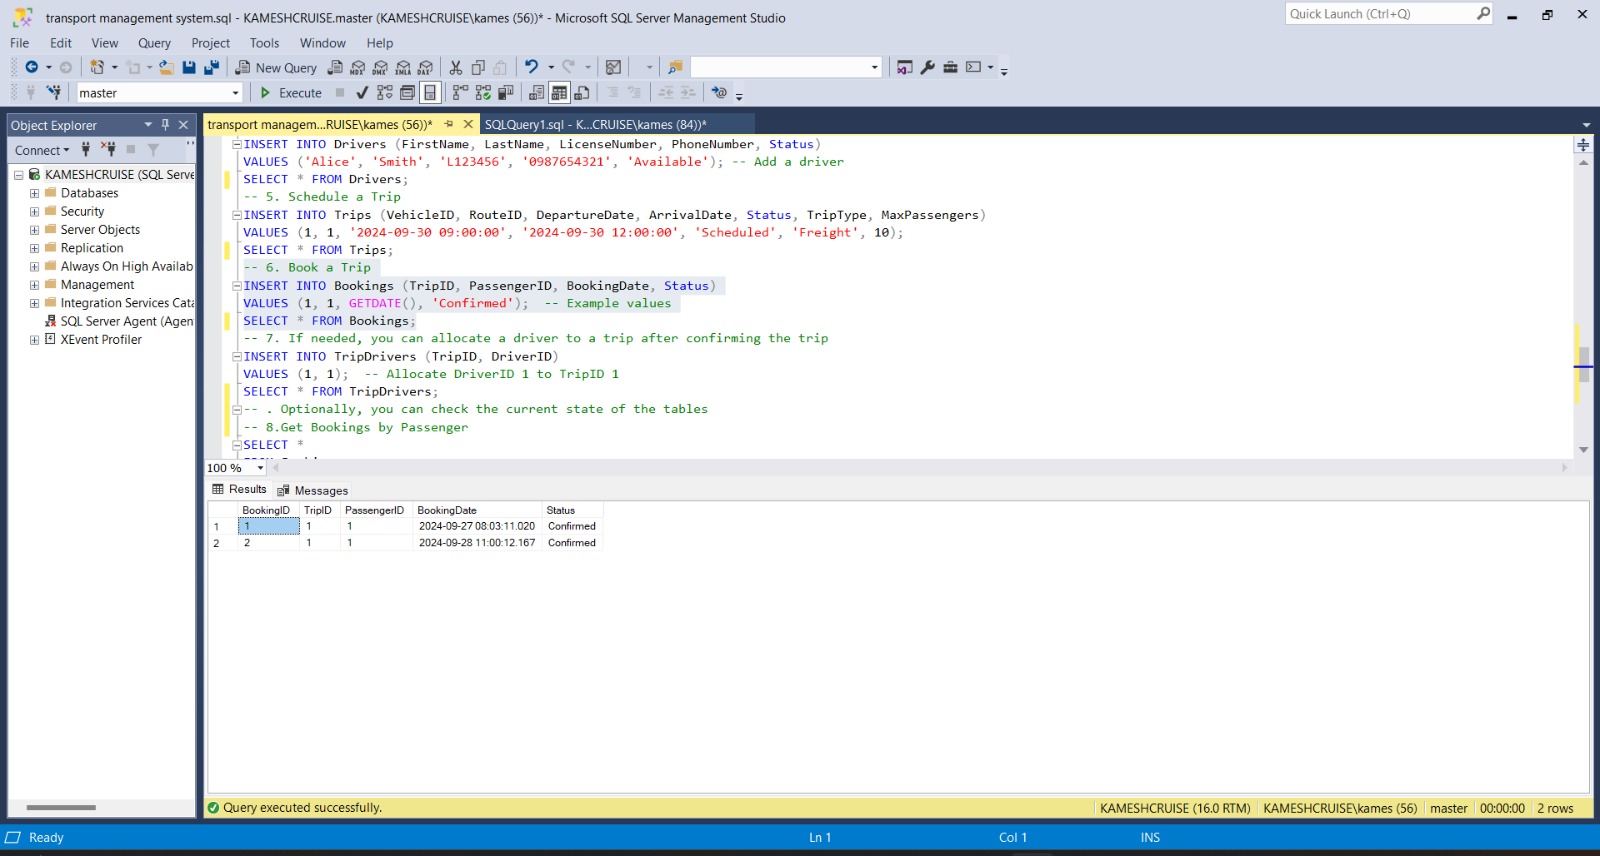 transport management system.sql - KAMESHCRUISE.master (KAMESHCRUISE\kames (56))* - Microsoft SQL Server Management Studio
Quick Launch (Ctrl+Q)
File Edit View Query Project Tools Window Help
New Query MDX DMX XMLA DAX
master Execute
Object Explorer
Connect
KAMESHCRUISE (SQL Serve
Databases
Security
Server Objects
Replication
Always On High Availab
Management
Integration Services Cata
SQL Server Agent (Agen
XEvent Profiler
transport managem...RUISE\kames (56))* SQLQuery1.sql - K...CRUISE\kames (84))*
INSERT INTO Drivers (FirstName, LastName, LicenseNumber, PhoneNumber, Status)
VALUES ('Alice', 'Smith', 'L123456', '0987654321', 'Available'); -- Add a driver
SELECT * FROM Drivers;
-- 5. Schedule a Trip
INSERT INTO Trips (VehicleID, RouteID, DepartureDate, ArrivalDate, Status, TripType, MaxPassengers)
VALUES (1, 1, '2024-09-30 09:00:00', '2024-09-30 12:00:00', 'Scheduled', 'Freight', 10);
SELECT * FROM Trips;
-- 6. Book a Trip
INSERT INTO Bookings (TripID, PassengerID, BookingDate, Status)
VALUES (1, 1, GETDATE(), 'Confirmed');  -- Example values
SELECT * FROM Bookings;
-- 7. If needed, you can allocate a driver to a trip after confirming the trip
INSERT INTO TripDrivers (TripID, DriverID)
VALUES (1, 1);  -- Allocate DriverID 1 to TripID 1
SELECT * FROM TripDrivers;
-- . Optionally, you can check the current state of the tables
-- 8.Get Bookings by Passenger
SELECT *
100 %
Results Messages
BookingID TripID PassengerID BookingDate Status
1 1 1 1 2024-09-27 08:03:11.020 Confirmed
2 2 1 1 2024-09-28 11:00:12.167 Confirmed
Query executed successfully. KAMESHCRUISE (16.0 RTM) KAMESHCRUISE\kames (56) master 00:00:00 2 rows
Ready Ln 1 Col 1 INS